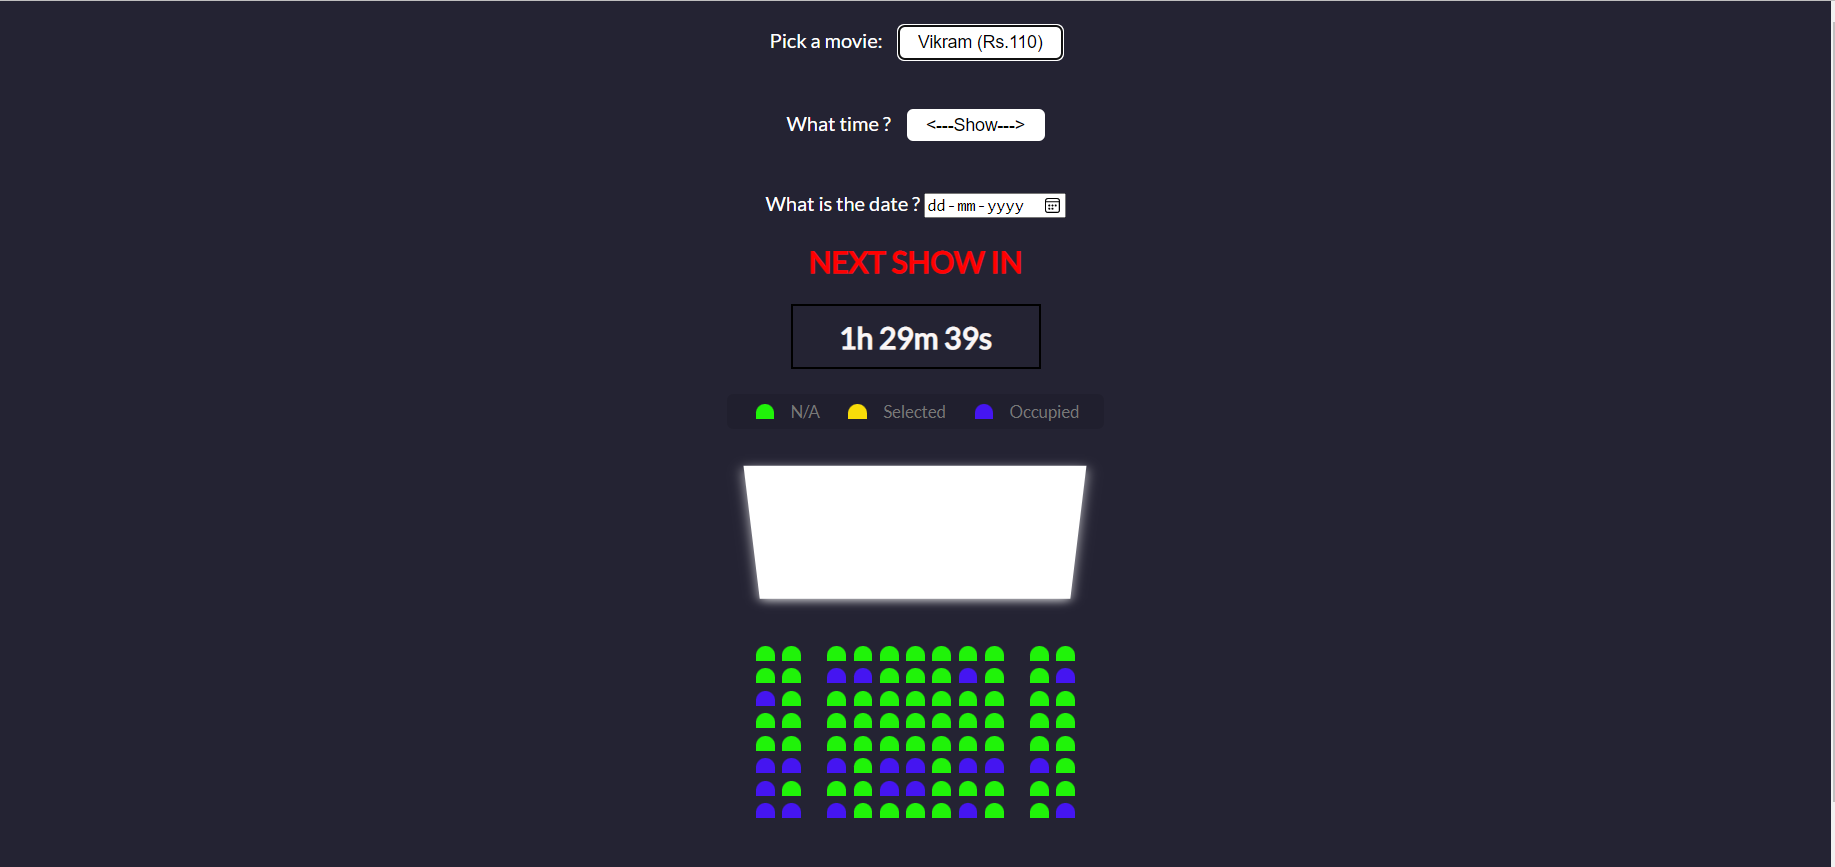 Pick a movie: Vikram (Rs.110)
What time ? <---Show--->
What is the date ? dd-mm-yyyy
NEXT SHOW IN
1h 29m 39s
N/A Selected Occupied